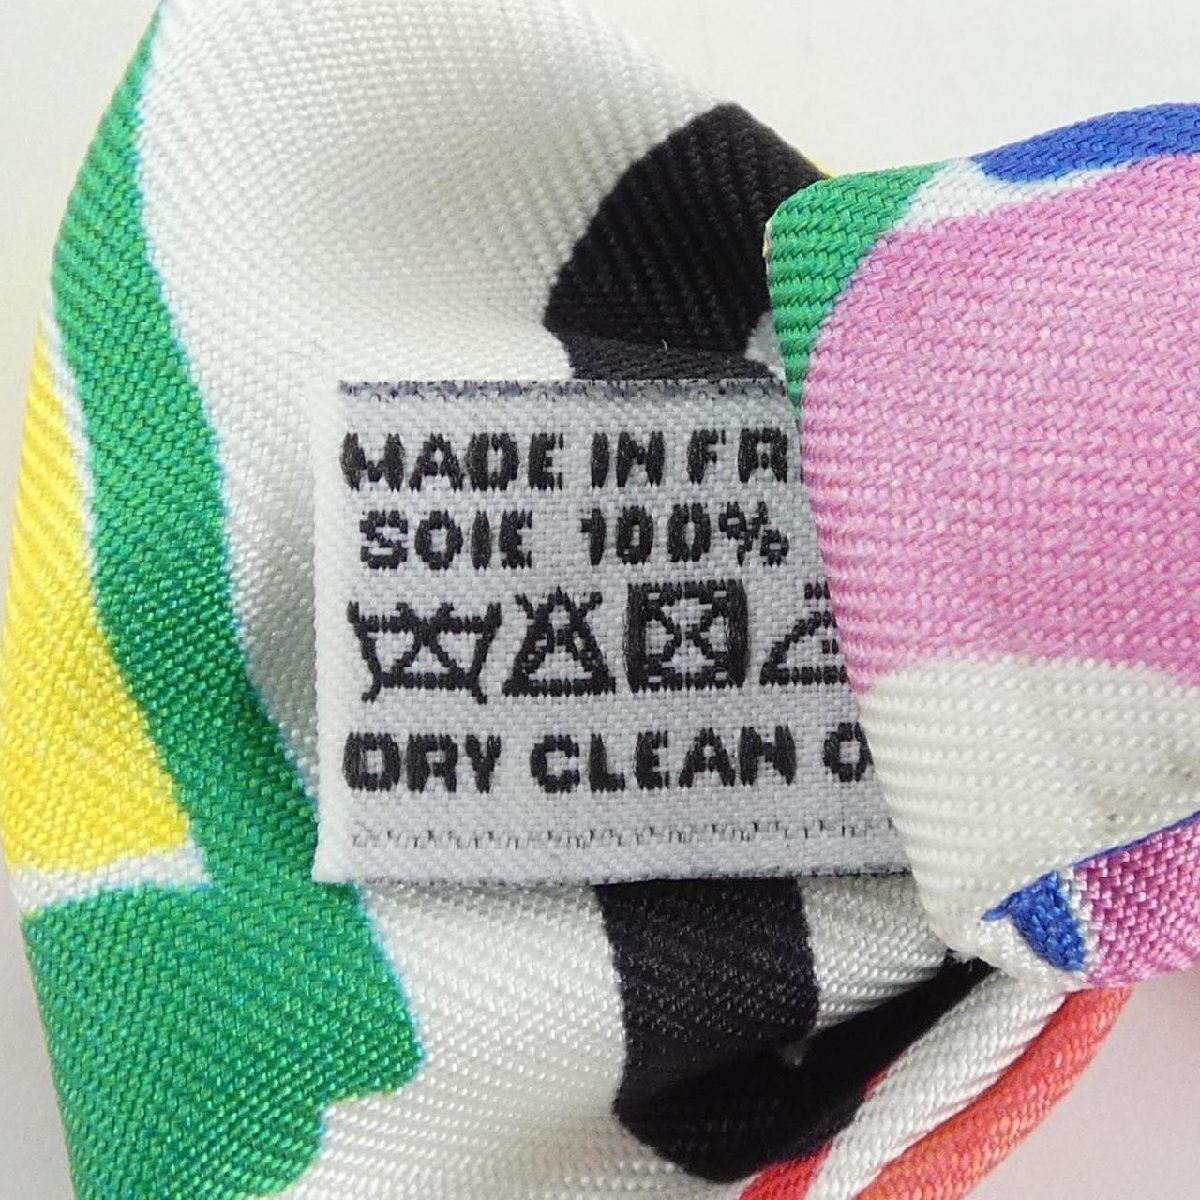 MADE IN FR
SOIE 100%
DRY CLEAN O